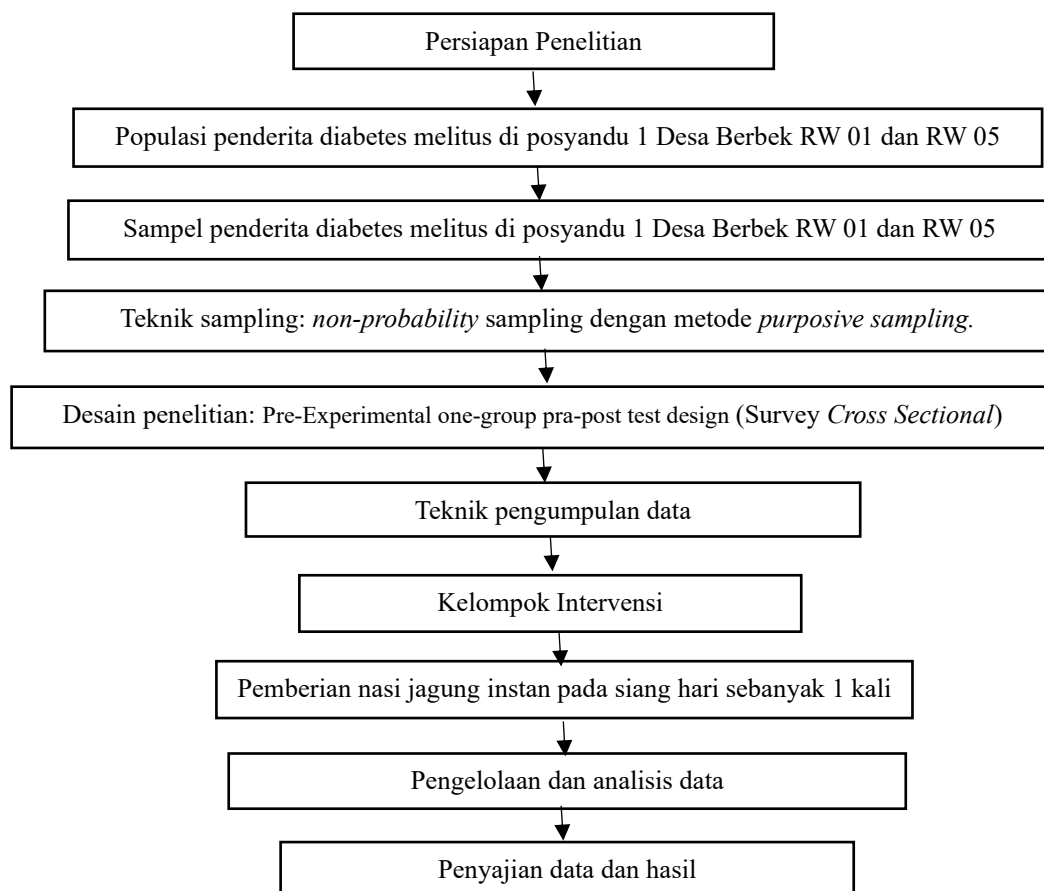 Persiapan Penelitian
Populasi penderita diabetes melitus di posyandu 1 Desa Berbek RW 01 dan RW 05
Sampel penderita diabetes melitus di posyandu 1 Desa Berbek RW 01 dan RW 05
Teknik sampling: non-probability sampling dengan metode purposive sampling.
Desain penelitian: Pre-Experimental one-group pra-post test design (Survey Cross Sectional)
Teknik pengumpulan data
Kelompok Intervensi
Pemberian nasi jagung instan pada siang hari sebanyak 1 kali
Pengelolaan dan analisis data
Penyajian data dan hasil